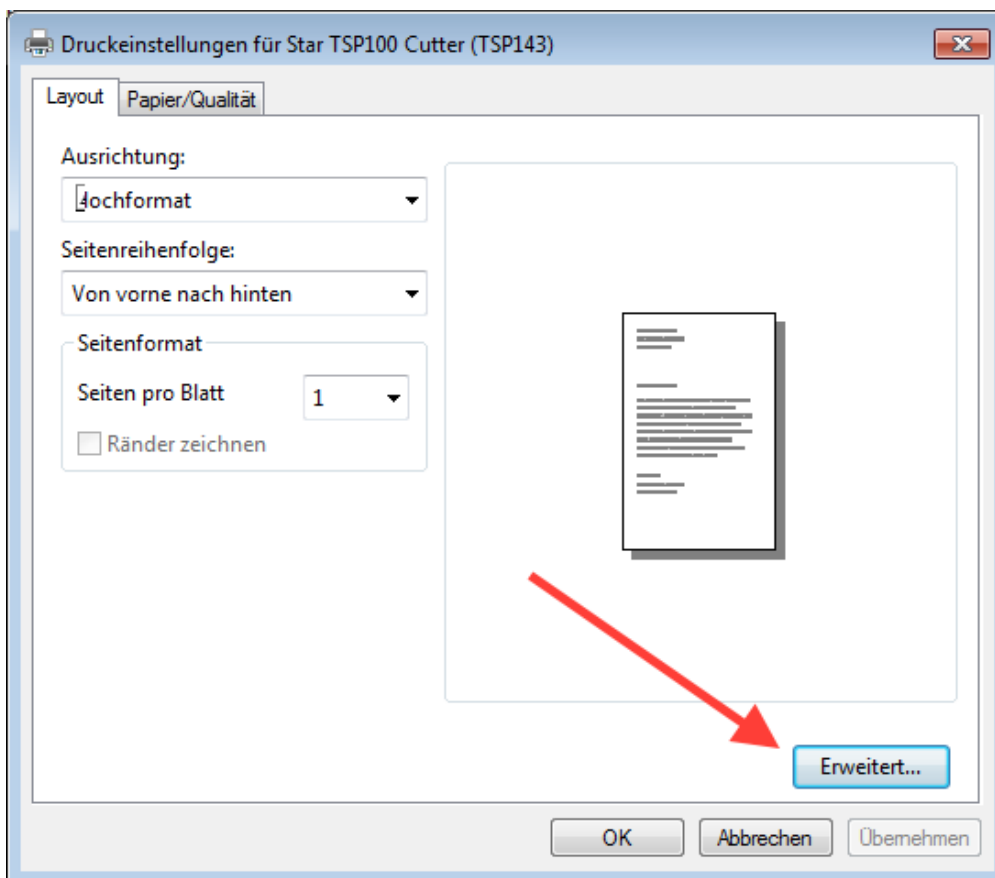 Druckeinstellungen für Star TSP100 Cutter (TSP143)
Layout
Papier/Qualität
Ausrichtung:
Hochformat
Seitenreihenfolge:
Von vorne nach hinten
Seitenformat
Seiten pro Blatt
1
Ränder zeichnen
Erweitert...
OK
Abbrechen
Übernehmen